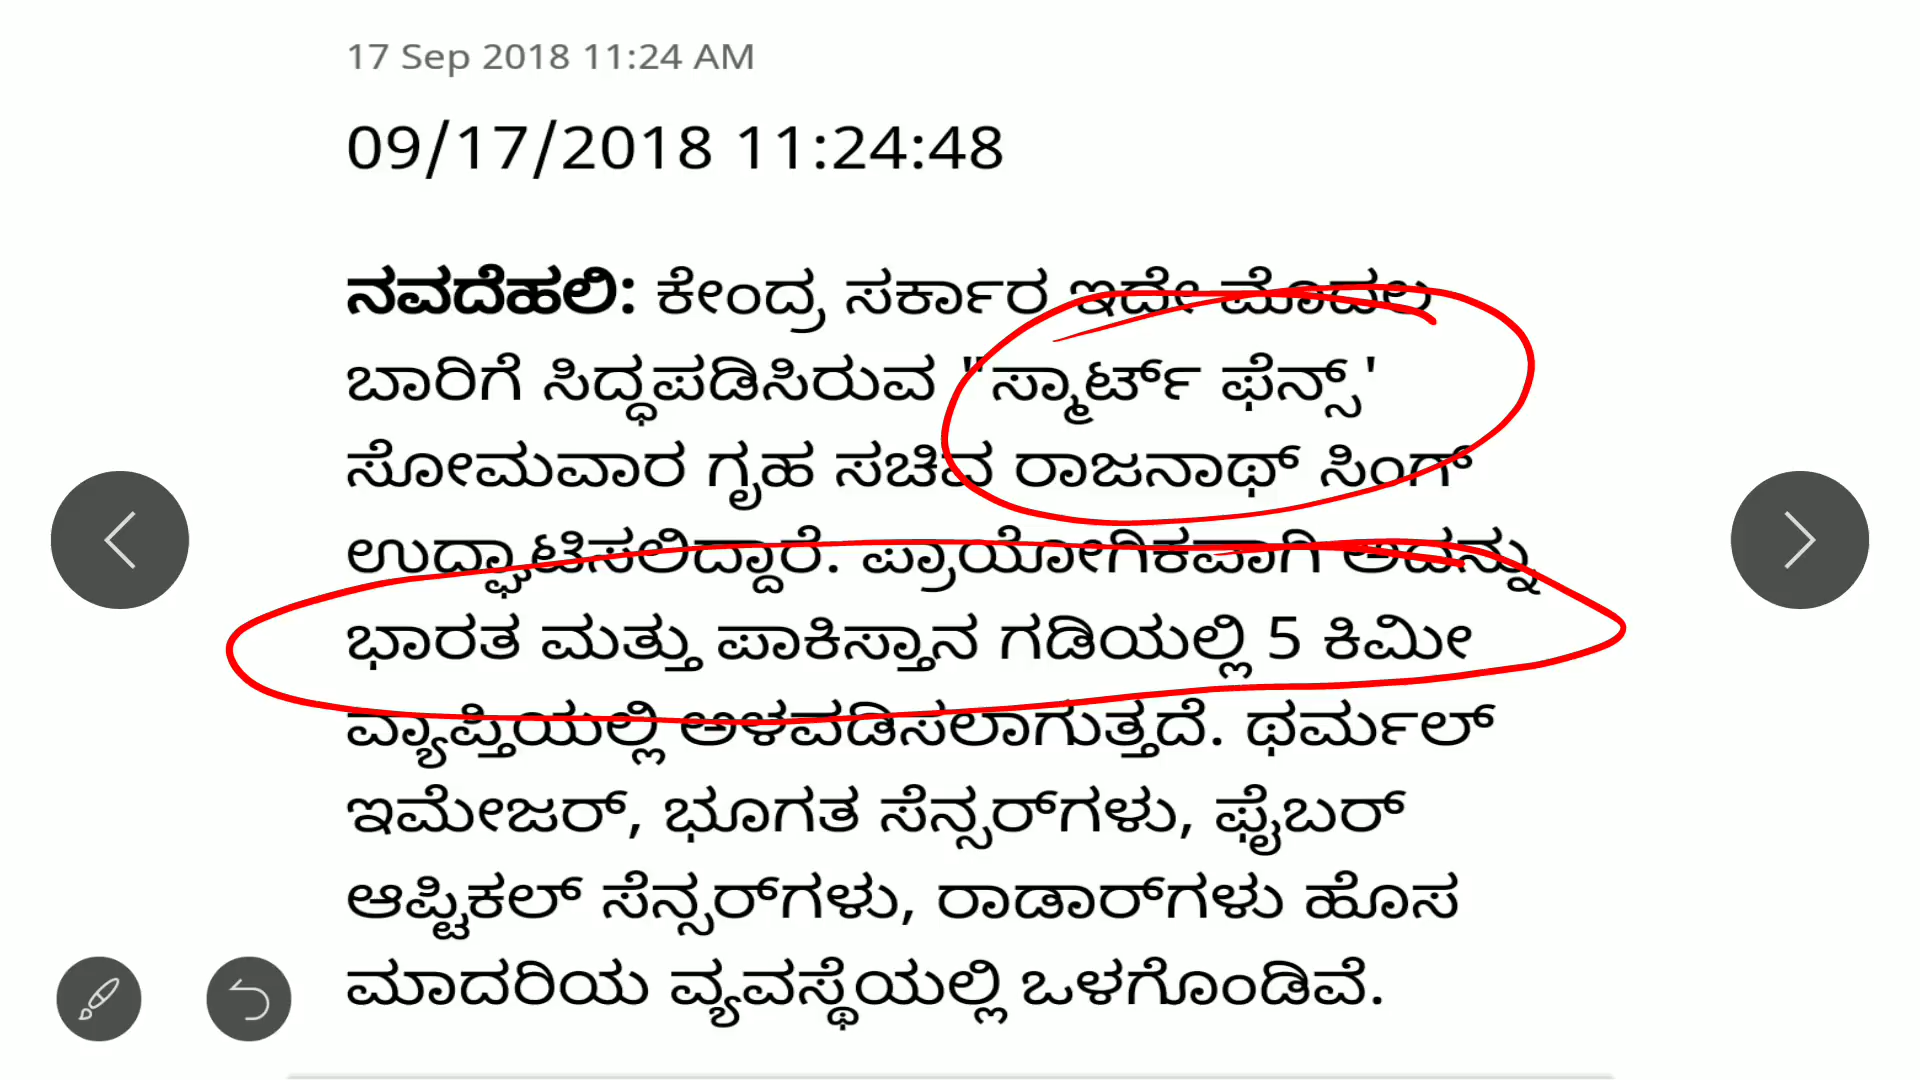 17 Sep 2018 11:24 AM
09/17/2018 11:24:48
ನವದೆಹಲಿ: ಕೇಂದ್ರ ಸರ್ಕಾರ ಇದೇ ಮೊದಲ
ಬಾರಿಗೆ ಸಿದ್ಧಪಡಿಸಿರುವ "ಸ್ಮಾರ್ಟ್ ಫೆನ್ಸ್'
ಸೋಮವಾರ ಗೃಹ ಸಚಿವ ರಾಜನಾಥ್ ಸಿಂಗ್
ಉದ್ಘಾಟಿಸಲಿದ್ದಾರೆ. ಪ್ರಾಯೋಗಿಕವಾಗಿ ಅದನ್ನು
ಭಾರತ ಮತ್ತು ಪಾಕಿಸ್ತಾನ ಗಡಿಯಲ್ಲಿ 5 ಕಿಮೀ
ವ್ಯಾಪ್ತಿಯಲ್ಲಿ ಅಳವಡಿಸಲಾಗುತ್ತದೆ. ಥರ್ಮಲ್
ಇಮೇಜರ್, ಭೂಗತ ಸೆನ್ಸರ್‌ಗಳು, ಫೈಬರ್
ಆಪ್ಟಿಕಲ್ ಸೆನ್ಸರ್‌ಗಳು, ರಾಡಾರ್‌ಗಳು ಹೊಸ
ಮಾದರಿಯ ವ್ಯವಸ್ಥೆಯಲ್ಲಿ ಒಳಗೊಂಡಿವೆ.